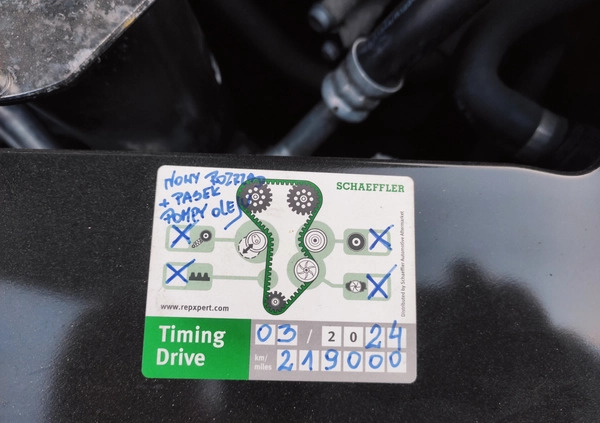 NOWY ROZRZĄD
+ PASEK
POMPY OLEJU
SCHAEFFLER
X
X
X
X
Distributed by Schaeffler Automotive Aftermarket
www.repxpert.com
Timing
Drive
03 / 2024
km/
miles
219000